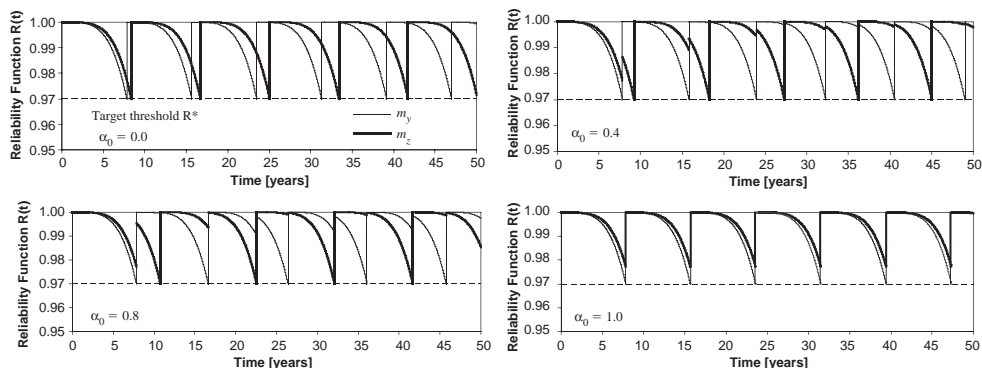 Reliability Function R(t)
1.00
0.99
0.98
0.97
0.96
0.95
Target threshold R*
α0 = 0.0
my
mz
0 5 10 15 20 25 30 35 40 45 50
Time [years]
Reliability Function R(t)
1.00
0.99
0.98
0.97
0.96
0.95
α0 = 0.4
0 5 10 15 20 25 30 35 40 45 50
Time [years]
Reliability Function R(t)
1.00
0.99
0.98
0.97
0.96
0.95
α0 = 0.8
0 5 10 15 20 25 30 35 40 45 50
Time [years]
Reliability Function R(t)
1.00
0.99
0.98
0.97
0.96
0.95
α0 = 1.0
0 5 10 15 20 25 30 35 40 45 50
Time [years]